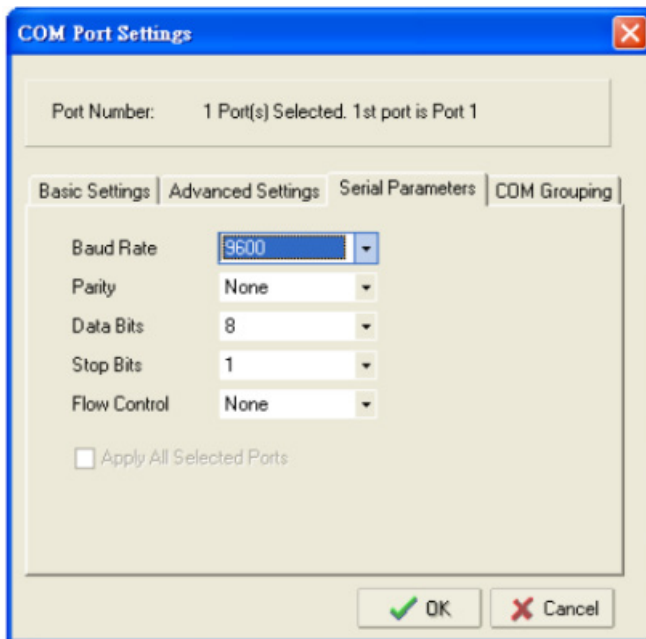 COM Port Settings
Port Number: 1 Port(s) Selected. 1st port is Port 1
Basic Settings Advanced Settings Serial Parameters COM Grouping
Baud Rate 9600
Parity None
Data Bits 8
Stop Bits 1
Flow Control None
Apply All Selected Ports
OK Cancel